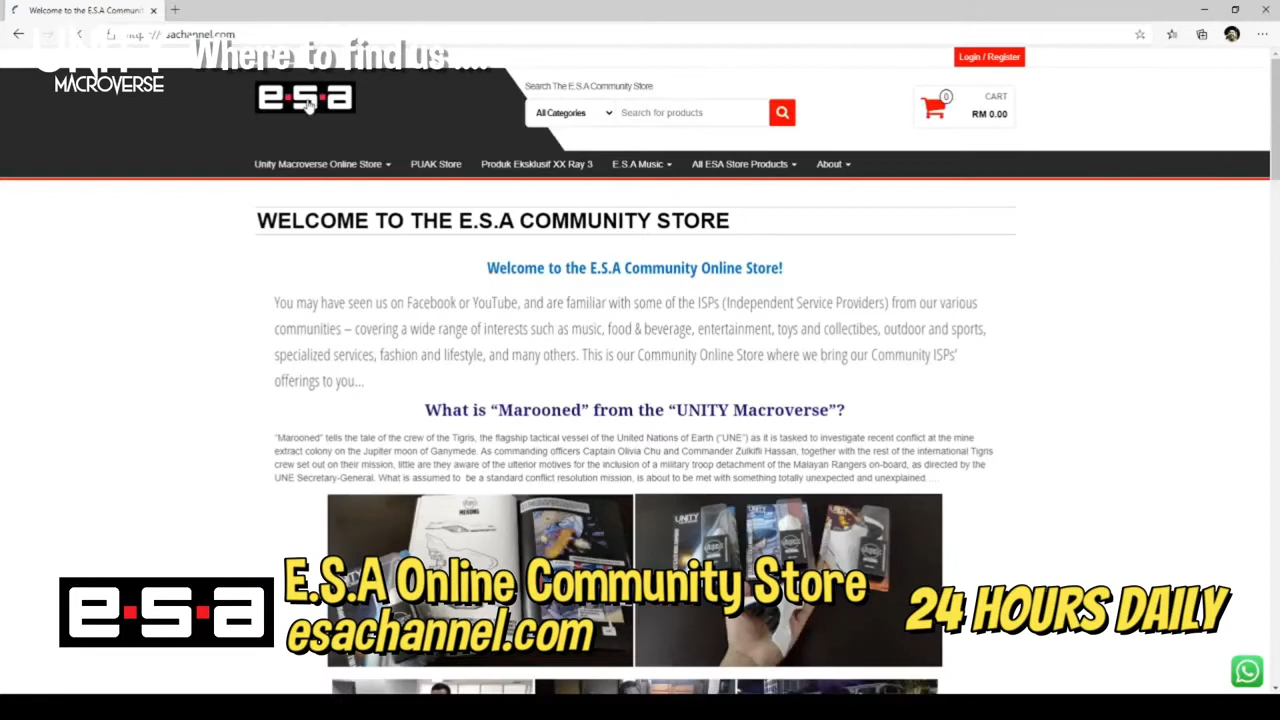 Welcome to the E.S.A Communit
sachannel.com
UNITY
MACROVERSE
Where to find us ....
Login / Register
e·s·a
Search The E.S.A Community Store
All Categories
Search for products
0
CART
RM 0.00
Unity Macroverse Online Store
PUAK Store
Produk Eksklusif XX Ray 3
E.S.A Music
All ESA Store Products
About
WELCOME TO THE E.S.A COMMUNITY STORE
Welcome to the E.S.A Community Online Store!
You may have seen us on Facebook or YouTube, and are familiar with some of the ISPs (Independent Service Providers) from our various
communities – covering a wide range of interests such as music, food & beverage, entertainment, toys and collectibles, outdoor and sports,
specialized services, fashion and lifestyle, and many others. This is our Community Online Store where we bring our Community ISPs'
offerings to you…
What is “Marooned” from the “UNITY Macroverse”?
“Marooned” tells the tale of the crew of the Tigris, the flagship tactical vessel of the United Nations of Earth (“UNE”) as it is tasked to investigate recent conflict at the mine
extract colony on the Jupiter moon of Ganymede. As commanding officers Captain Olivia Chu and Commander Zulkifli Hassan, together with the rest of the international Tigris
crew set out on their mission, little are they aware of the ulterior motives for the inclusion of a military troop detachment of the Malayan Rangers on-board, as directed by the
UNE Secretary-General. What is assumed to be a standard conflict resolution mission, is about to be met with something totally unexpected and unexplained ….
MEKONG
UNITY
e·s·a
E.S.A Online Community Store
esachannel.com
24 HOURS DAILY